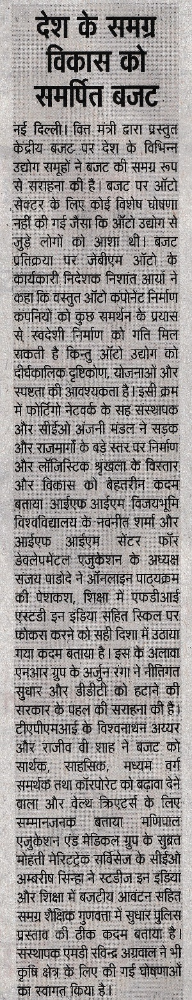 देश के समग्र
विकास को
समर्पित बजट
नई दिल्ली। वित्त मंत्री द्वारा प्रस्तुत
केंद्रीय बजट पर देश के विभिन्न
उद्योग समूहों ने बजट की समग्र रूप
से सराहना की है। बजट पर ऑटो
सेक्टर के लिए कोई विशेष घोषणा
नहीं की गई जैसा कि ऑटो उद्योग से
जुड़े लोगों को आशा थी। बजट
प्रतिक्रया पर जेबीएम ऑटो के
कार्यकारी निदेशक निशांत आर्या ने
कहा कि वस्तुत ऑटो कंपोनेंट निर्माण
कपनियों को कुछ समर्थन के प्रयास
से स्वदेशी निर्माण को गति मिल
सकती है किन्तु ऑटो उद्योग को
दीर्घकालिक दृष्टिकोण, योजनाओं और
स्पष्टता की आवश्यकता है। इसी क्रम
में फोर्टिगो नेटवर्क के सह संस्थापक
और सीईओ अंजनी मंडल ने सडक
और राजमार्गो के बड़े स्तर पर निर्माण
और लॉजिस्टिक श्रृंखला के विस्तार
और विकास को बेहतरीन कदम
बताया आईएफ आईएम विजयभूमि
विश्वविद्यालय के नवनीत शर्मा और
आईएफ आईएम सेंटर फॉर
डेवलेपमेंटल एजुकेशन के अध्यक्ष
संजय पाडोदे ने ऑनलाइन पाठयक्रम
की पेशकश, शिक्षा में एफडीआई
एस्टडी इन इंडिया सहित स्किल पर
फोकस करने को सही दिशा में उठाया
गया कदम बताया है। इस के अलावा
एनआर ग्रुप के अर्जुन रंगा ने नीतिगत
सुधार और डीडीटी को हटाने की
सरकार के पहल की सराहना की है।
टीएपीएमआई के विश्वनाथन अय्यर
और राजीव वी शाह ने बजट को
सार्थक, साहसिक, मध्यम वर्ग
समर्थक तथा कॉरपोरेट को बढ़ावा देने
वाला और वेल्थ क्रिएटर्स के लिए
सम्मानजनक बताया मणिपाल
एजुकेशन एंड मेडिकल ग्रुप के सुब्रत
मोहंती मेरिटट्रेक सर्विसेज के सीईओ
अम्बरीष सिन्हा ने स्टडीज इन इंडिया
और शिक्षा में बजटीय आवंटन सहित
समग्र शैक्षिक गुणवत्ता में सुधार पुलिस
प्रस्ताव की ठीक कदम बताया है।
संस्थापक एमडी रविन्द्र अग्रवाल ने भी
कृषि क्षेत्र के लिए की गई घोषणाओं
का स्वागत किया है।